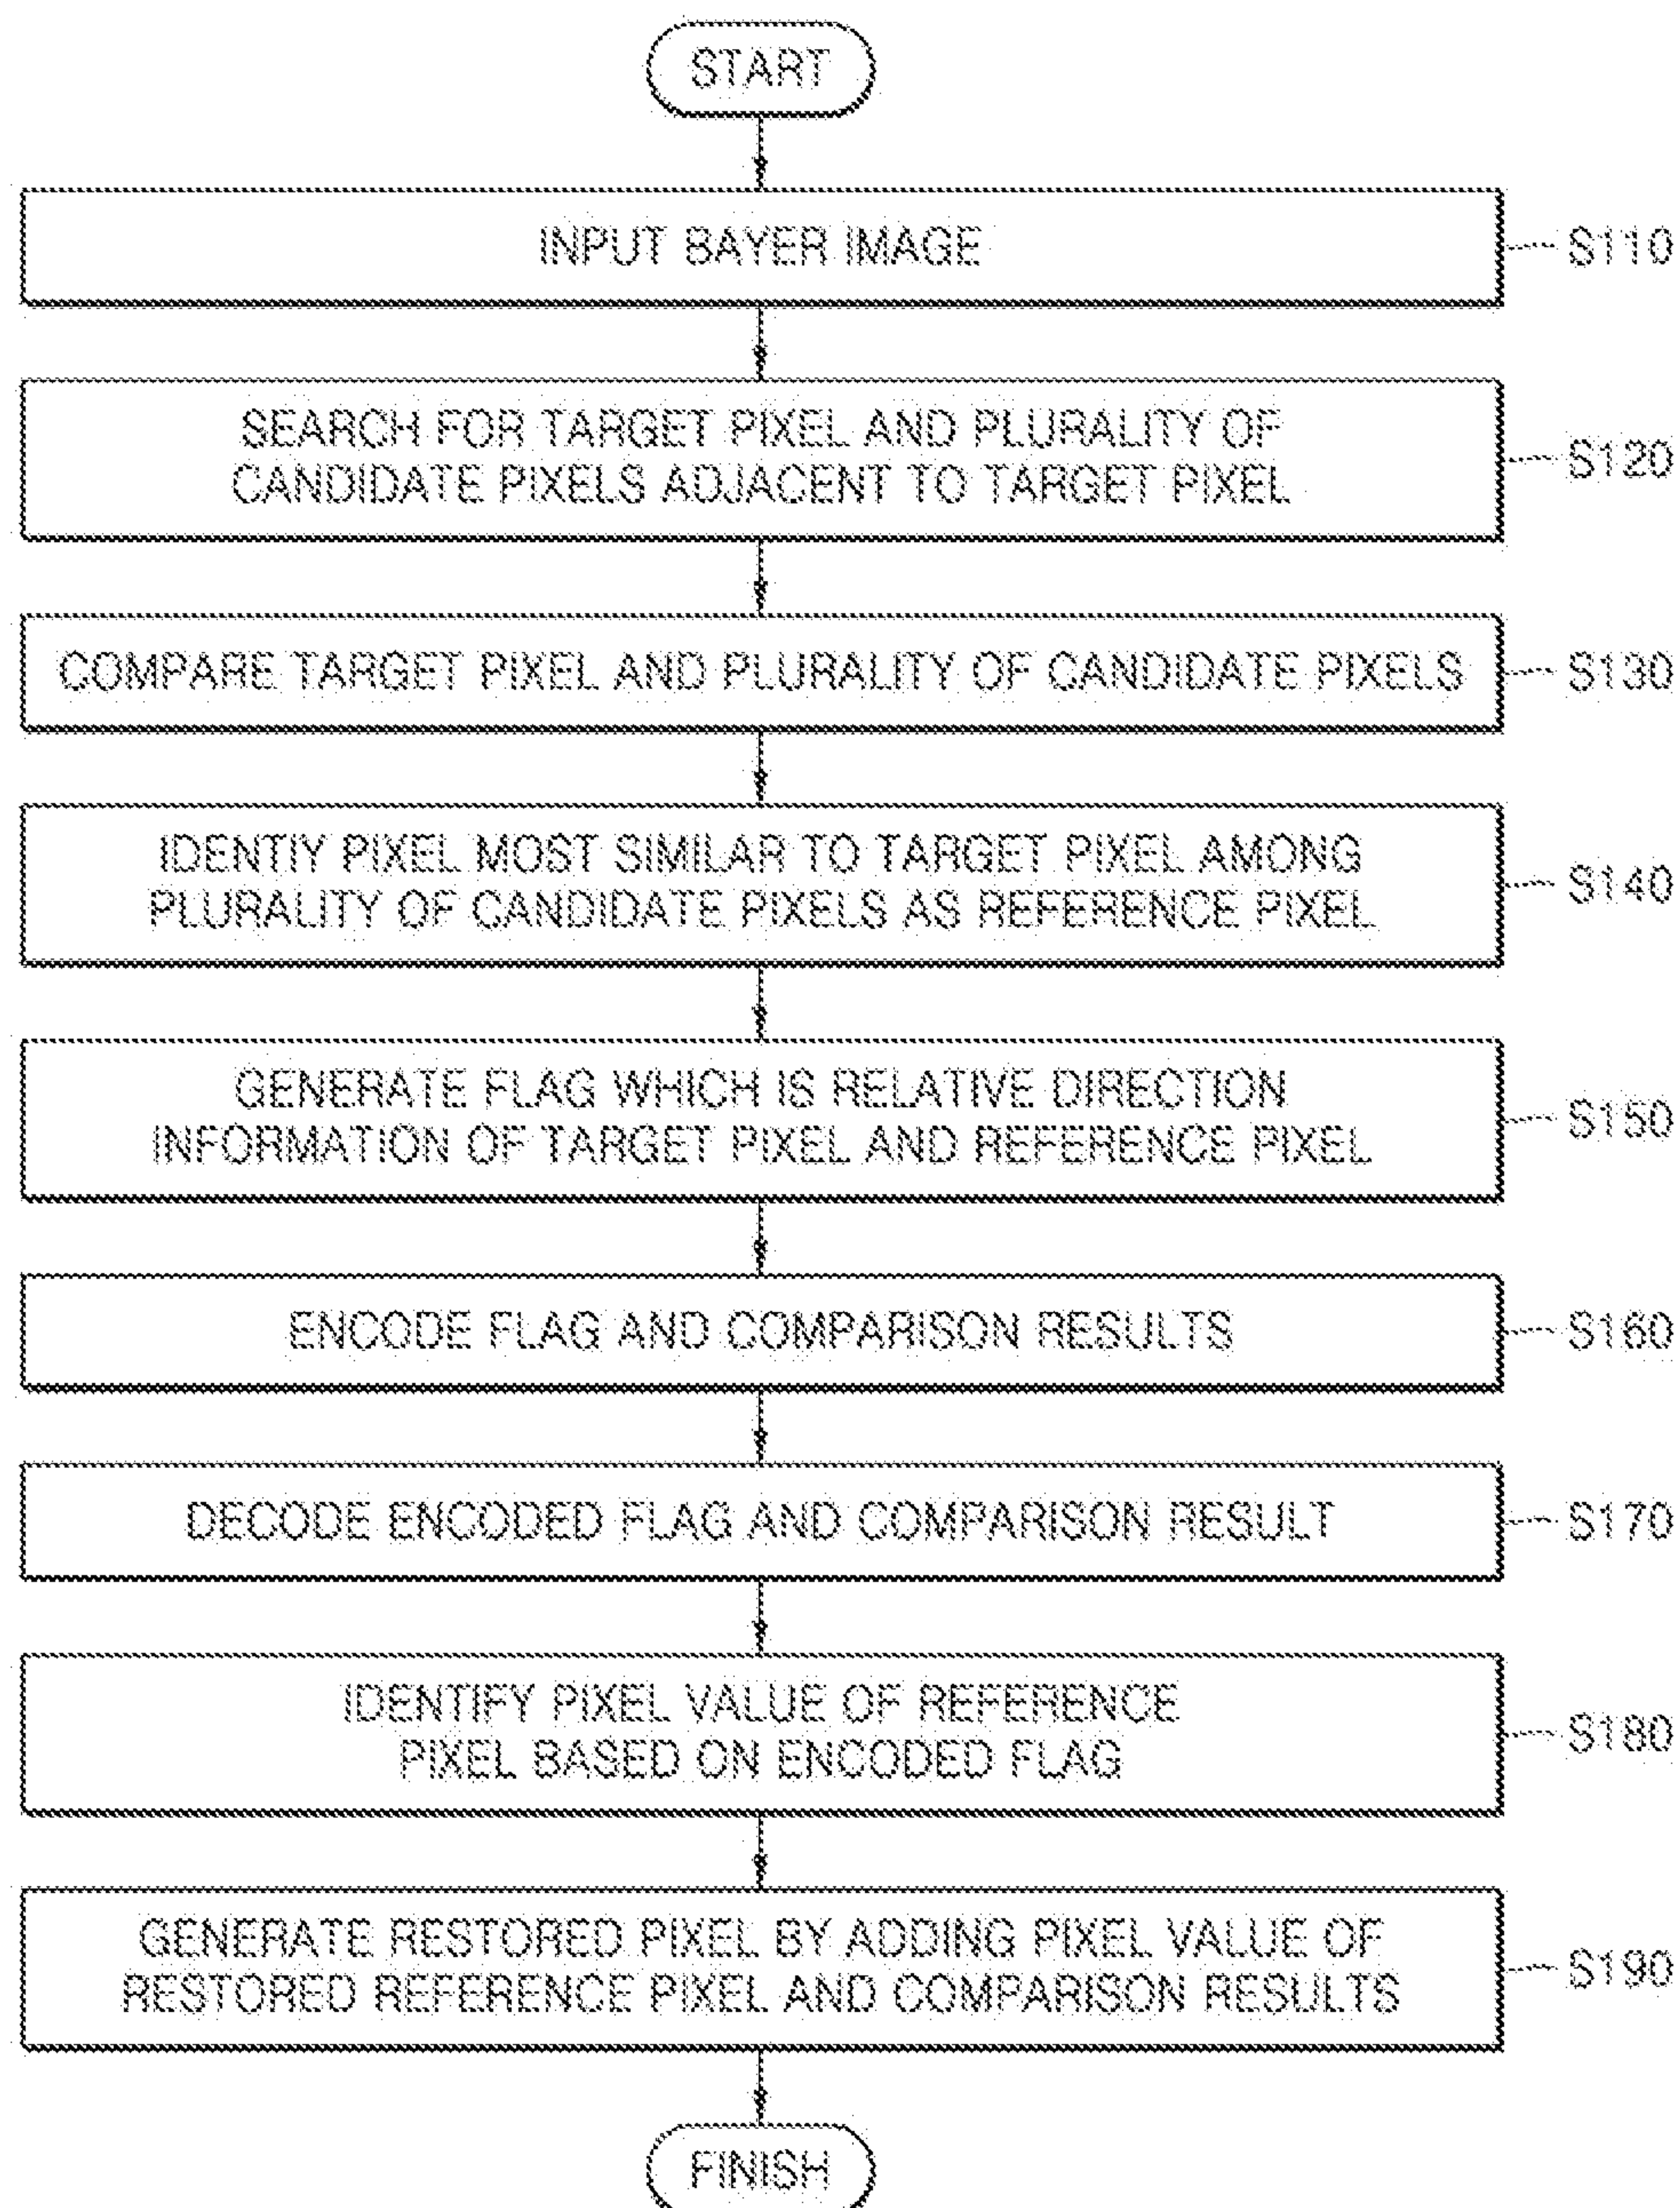 START
INPUT BAYER IMAGE
S110
SEARCH FOR TARGET PIXEL AND PLURALITY OF
CANDIDATE PIXELS ADJACENT TO TARGET PIXEL
S120
COMPARE TARGET PIXEL AND PLURALITY OF CANDIDATE PIXELS
S130
IDENTIY PIXEL MOST SIMILAR TO TARGET PIXEL AMONG
PLURALITY OF CANDIDATE PIXELS AS REFERENCE PIXEL
S140
GENERATE FLAG WHICH IS RELATIVE DIRECTION
INFORMATION OF TARGET PIXEL AND REFERENCE PIXEL
S150
ENCODE FLAG AND COMPARISON RESULTS
S160
DECODE ENCODED FLAG AND COMPARISON RESULT
S170
IDENTIFY PIXEL VALUE OF REFERENCE
PIXEL BASED ON ENCODED FLAG
S180
GENERATE RESTORED PIXEL BY ADDING PIXEL VALUE OF
RESTORED REFERENCE PIXEL AND COMPARISON RESULTS
S190
FINISH